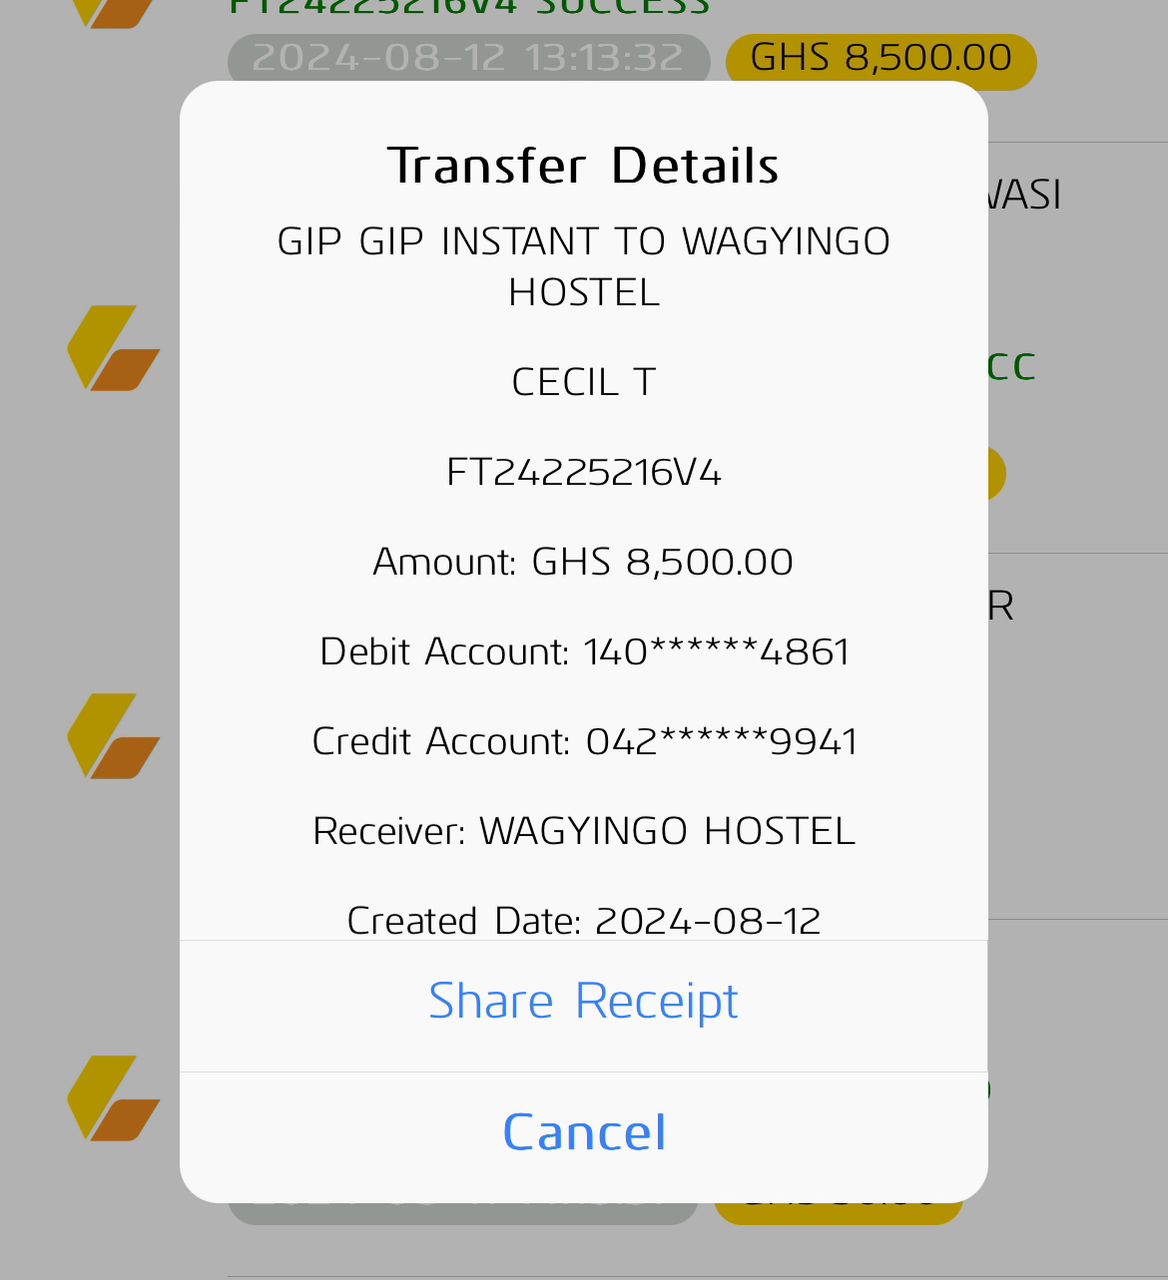 FT24225216V4 SUCCESS
2024-08-12 13:13:32 GHS 8,500.00
Transfer Details
GIP GIP INSTANT TO WAGYINGO
HOSTEL
CECIL T
FT24225216V4
Amount: GHS 8,500.00
Debit Account: 140******4861
Credit Account: 042******9941
Receiver: WAGYINGO HOSTEL
Created Date: 2024-08-12
Share Receipt
Cancel
WASI
CC
R